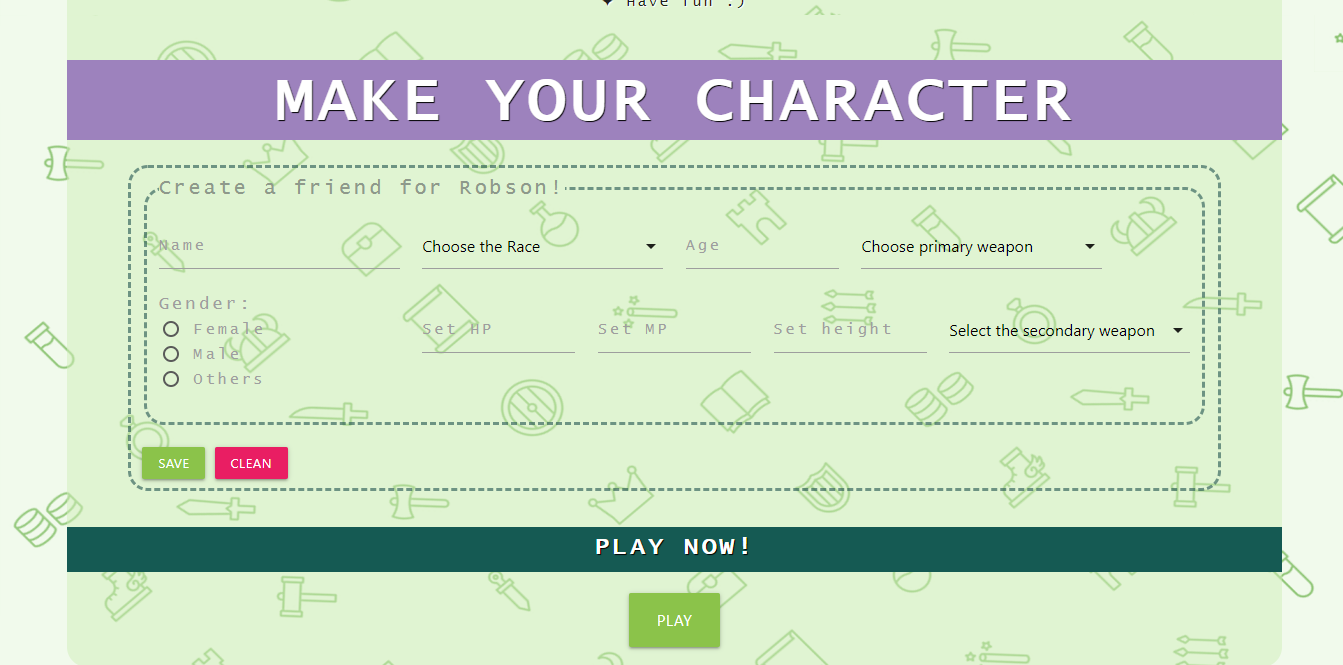 ✦ Have fun :)
MAKE YOUR CHARACTER
Create a friend for Robson!
Name
Choose the Race
Age
Choose primary weapon
Gender:
Female
Male
Others
Set HP
Set MP
Set height
Select the secondary weapon
SAVE
CLEAN
PLAY NOW!
PLAY